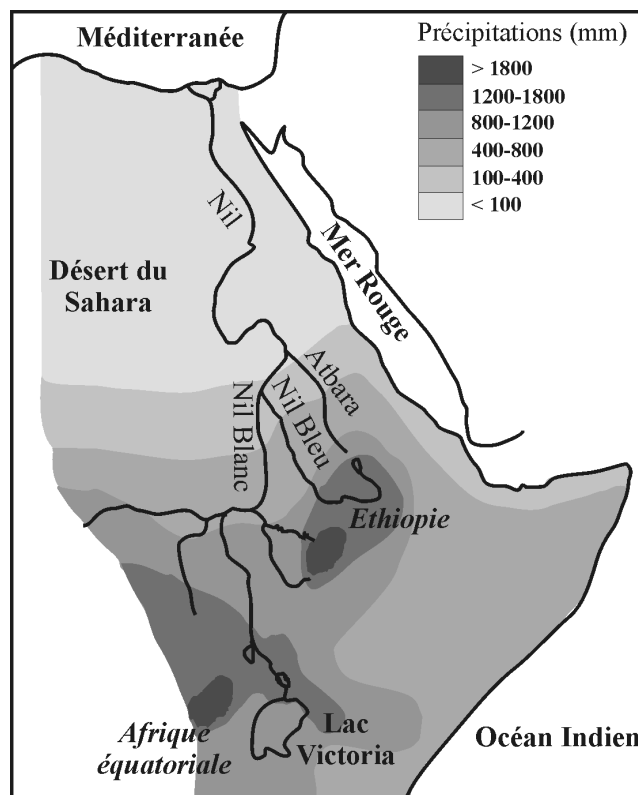 Méditerranée
Précipitations (mm)
> 1800
1200-1800
800-1200
400-800
100-400
< 100
Nil
Mer Rouge
Désert du
Sahara
Atbara
Nil Bleu
Nil Blanc
Ethiopie
Afrique
équatoriale
Lac
Victoria
Océan Indien